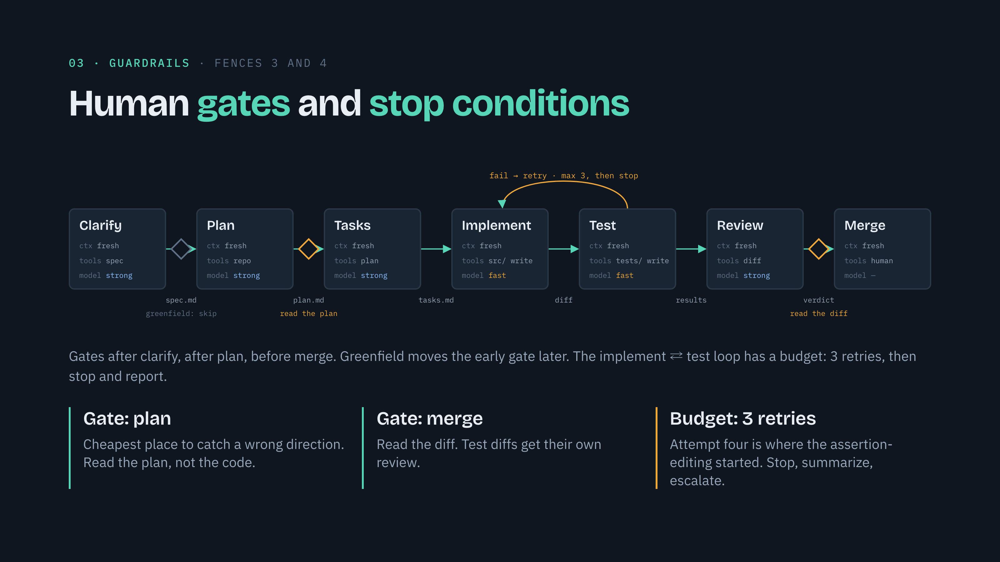 03 · GUARDRAILS · FENCES 3 AND 4
Human gates and stop conditions
fail → retry · max 3, then stop
Clarify
ctx fresh
tools spec
model strong
Plan
ctx fresh
tools repo
model strong
Tasks
ctx fresh
tools plan
model strong
Implement
ctx fresh
tools src/ write
model fast
Test
ctx fresh
tools tests/ write
model fast
Review
ctx fresh
tools diff
model strong
Merge
ctx fresh
tools human
model —
spec.md
greenfield: skip
plan.md
read the plan
tasks.md
diff
results
verdict
read the diff
Gates after clarify, after plan, before merge. Greenfield moves the early gate later. The implement ⇄ test loop has a budget: 3 retries, then
stop and report.
Gate: plan
Cheapest place to catch a wrong direction.
Read the plan, not the code.
Gate: merge
Read the diff. Test diffs get their own
review.
Budget: 3 retries
Attempt four is where the assertion-
editing started. Stop, summarize,
escalate.